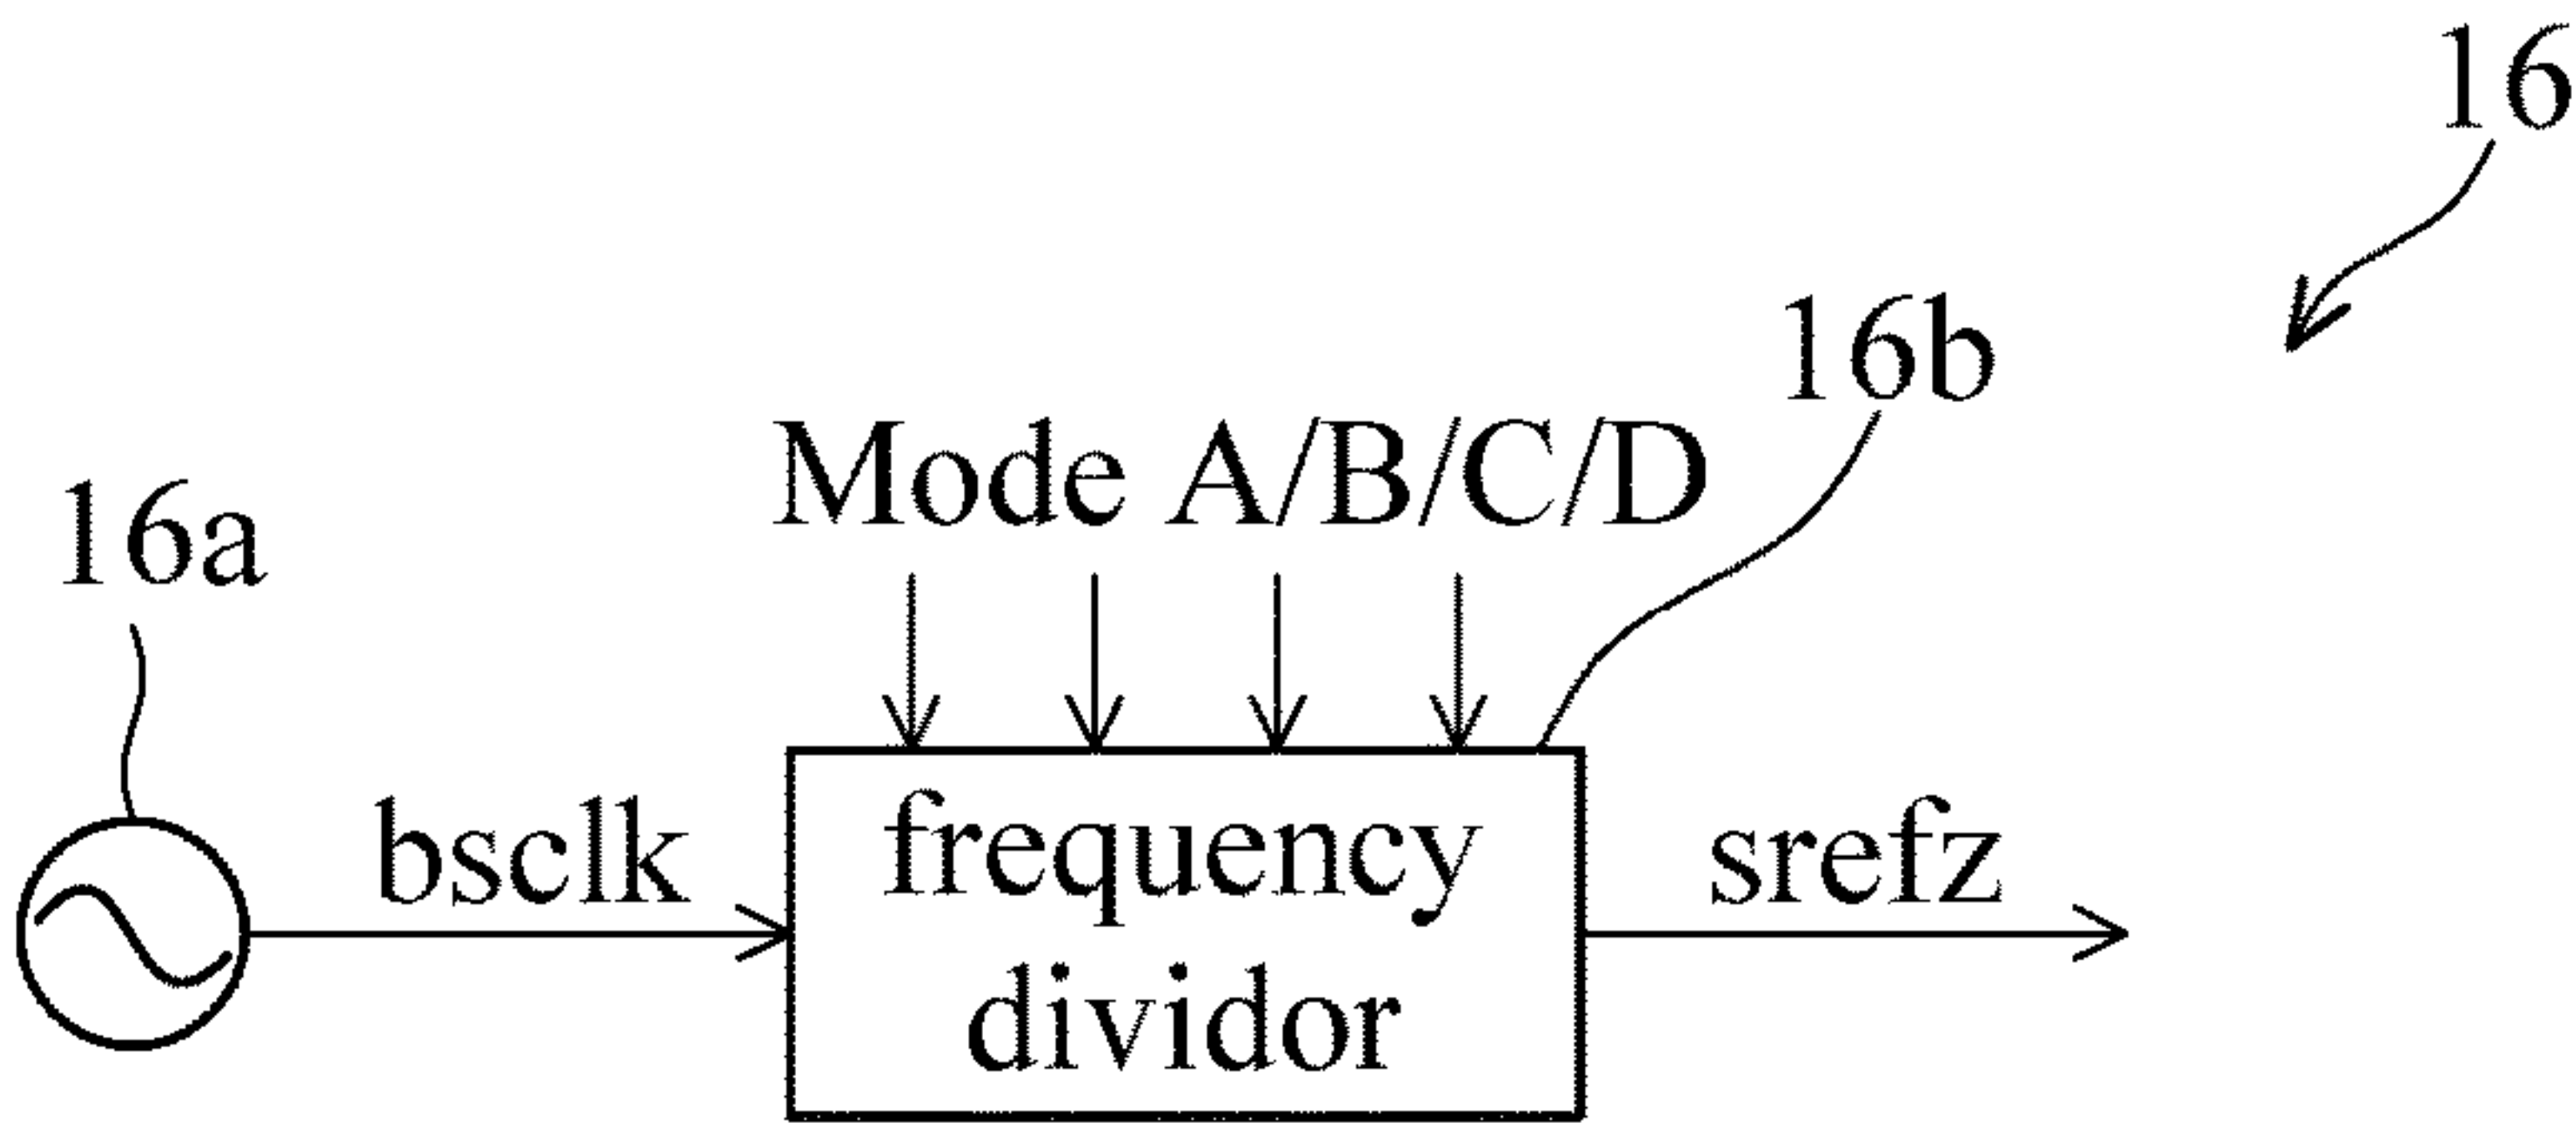 16
16b
Mode A/B/C/D
16a
bsclk
frequency
dividor
srefz